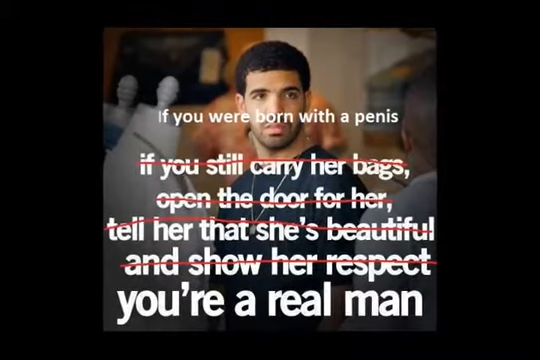 If you were born with a penis
if you still carry her bags,
open the door for her,
tell her that she's beautiful
and show her respect
you're a real man